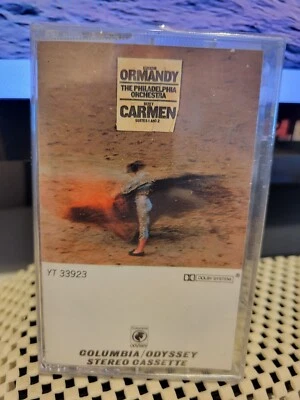 EUGENE
ORMANDY
THE PHILADELPHIA
ORCHESTRA
BIZET
CARMEN
SUITES 1 AND 2
YT 33923
DOLBY SYSTEM ®
COLUMBIA/ODYSSEY
STEREO CASSETTE